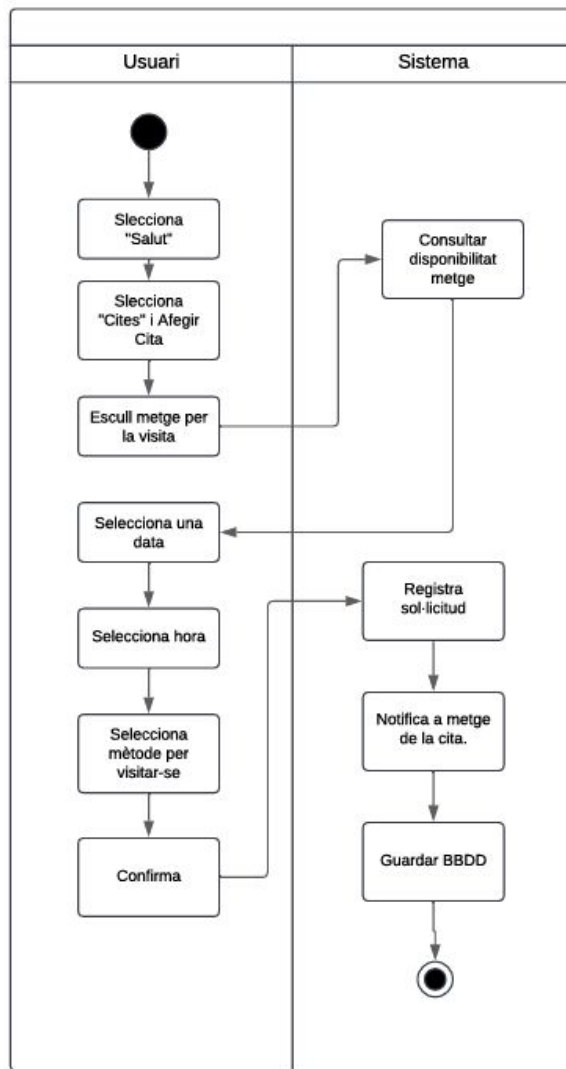 Usuari
Sistema
Slecciona
"Salut"
Slecciona
"Cites" i Afegir
Cita
Escull metge per
la visita
Consultar
disponibilitat
metge
Selecciona una
data
Selecciona hora
Selecciona
mètode per
visitar-se
Confirma
Registra
sol·licitud
Notifica a metge
de la cita.
Guardar BBDD